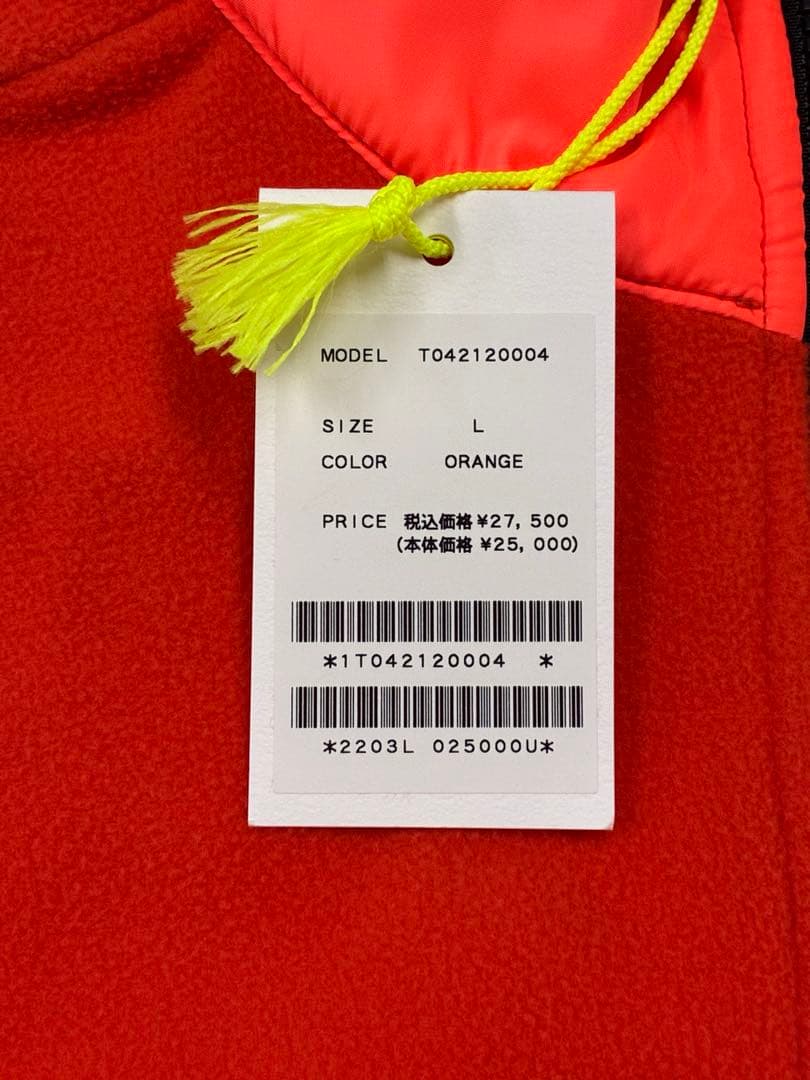 MODEL T042120004
SIZE L
COLOR ORANGE
PRICE 税込価格¥27,500
(本体価格 ¥25,000)
*1T042120004 *
*2203L 025000U*